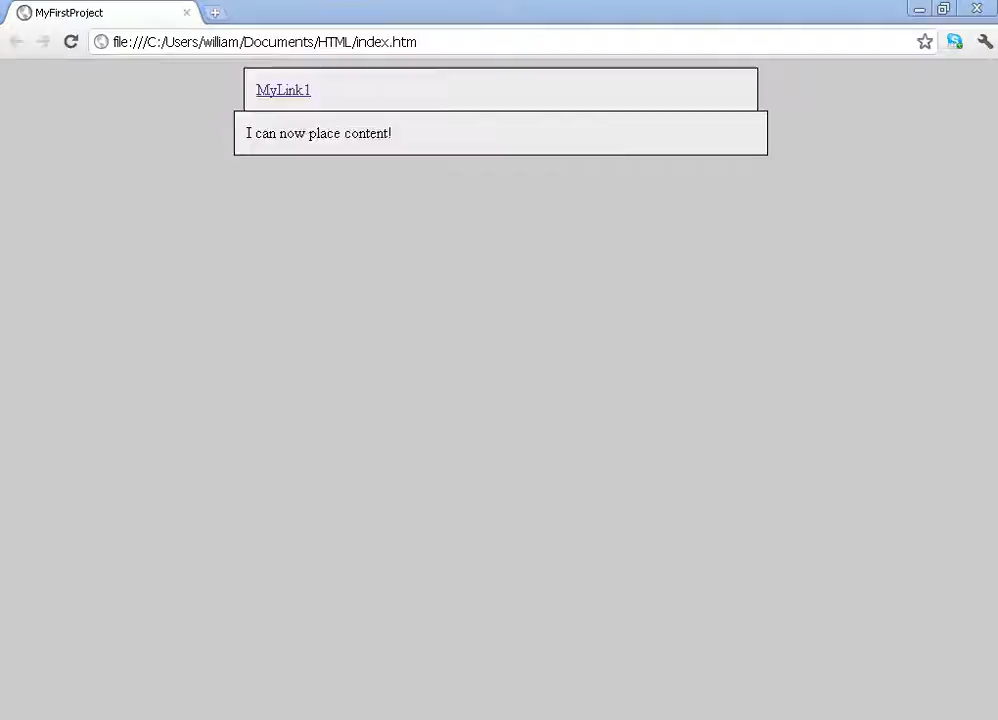 MyFirstProject
file:///C:/Users/william/Documents/HTML/index.htm
MyLink1
I can now place content!